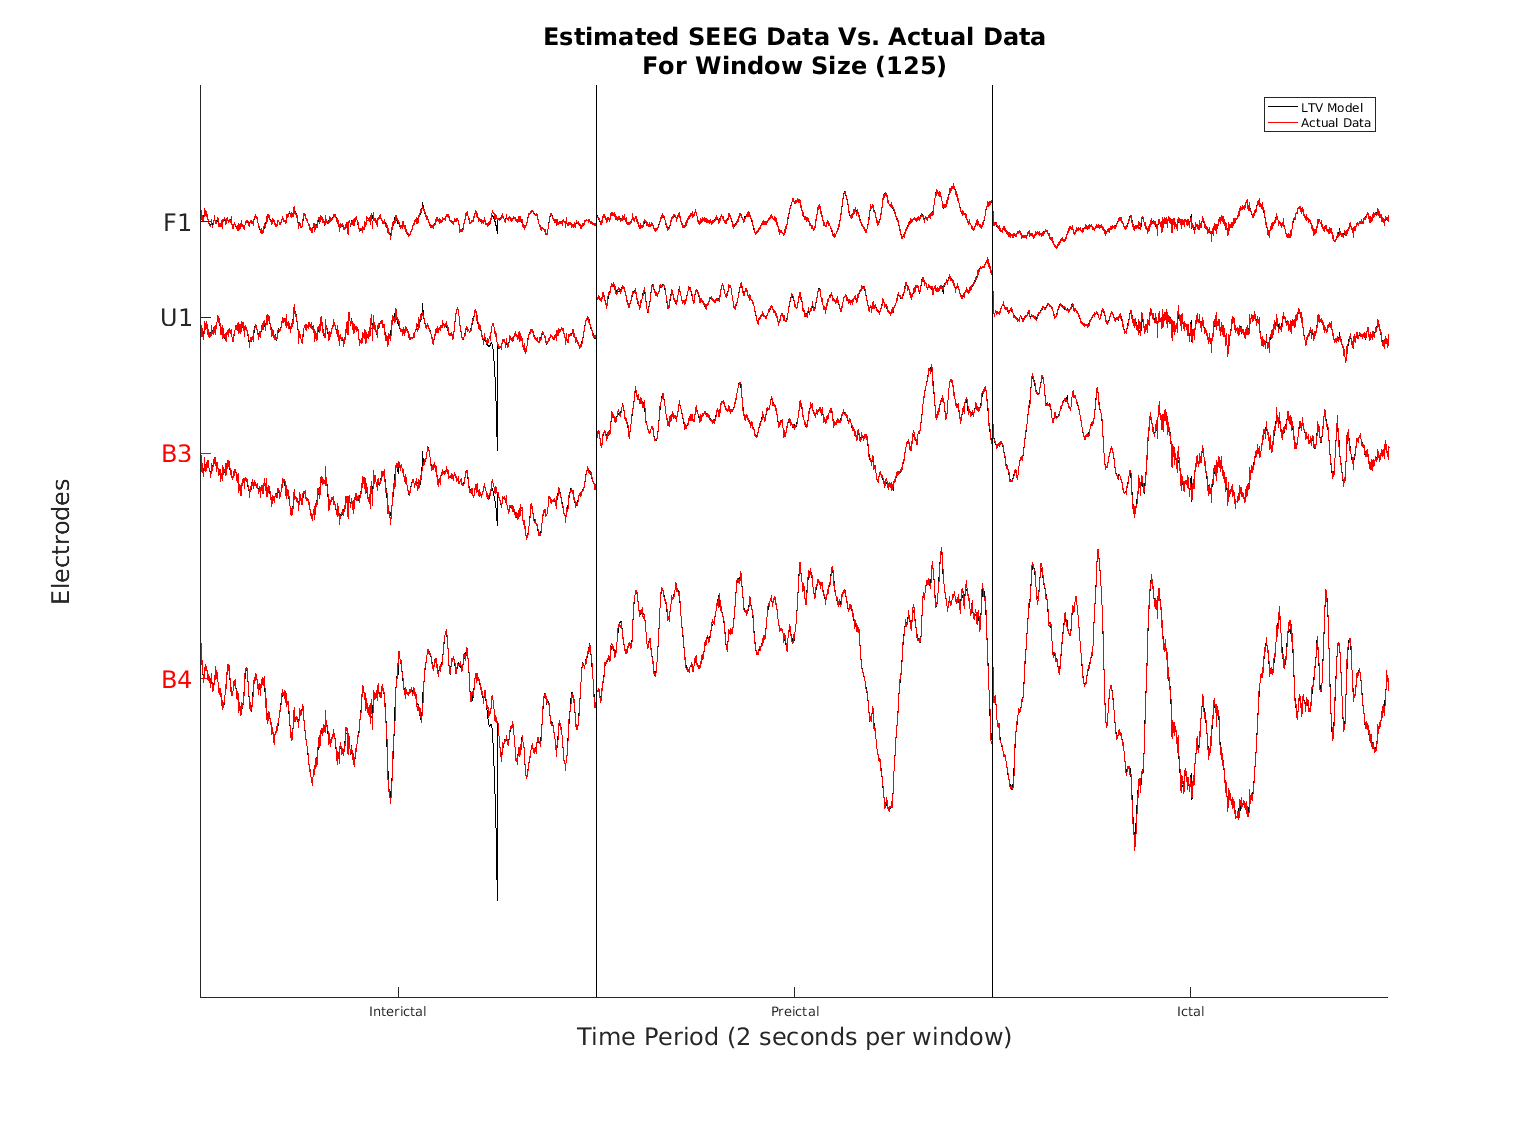 Estimated SEEG Data Vs. Actual Data
For Window Size (125)
LTV Model
Actual Data
F1
U1
B3
B4
Electrodes
Interictal
Preictal
Ictal
Time Period (2 seconds per window)